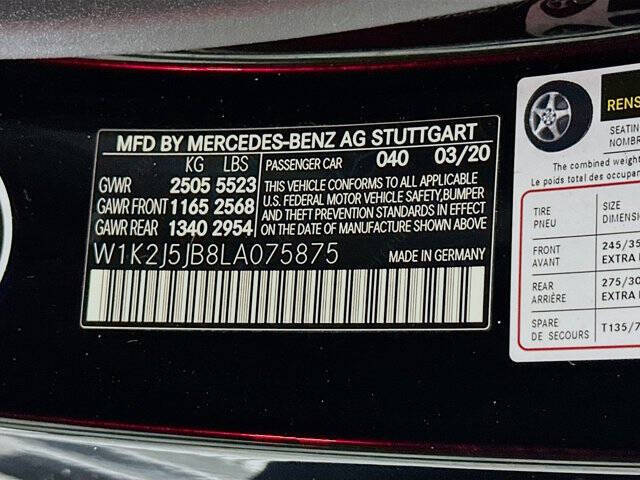 MFD BY MERCEDES-BENZ AG STUTTGART
KG LBS PASSENGER CAR 040 03/20
GVWR 2505 5523
GAWR FRONT 1165 2568
GAWR REAR 1340 2954
THIS VEHICLE CONFORMS TO ALL APPLICABLE
U.S. FEDERAL MOTOR VEHICLE SAFETY,BUMPER
AND THEFT PREVENTION STANDARDS IN EFFECT
ON THE DATE OF MANUFACTURE SHOWN ABOVE.
W1K2J5JB8LA075875 MADE IN GERMANY
The combined weight
Le poids total des
TIRE
PNEU
SIZE
FRONT
AVANT
245/35
EXTRA
REAR
ARRIÈRE
275/30
EXTRA
SPARE
DE SECOURS
T135/7